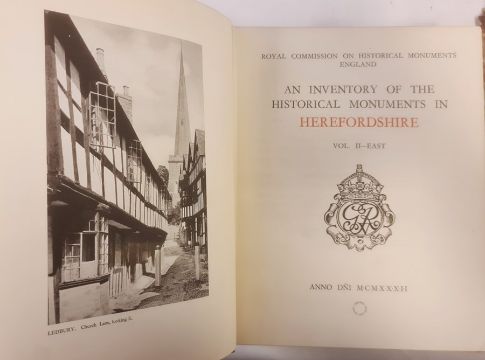 LEDBURY. Church Lane, looking S.
ROYAL COMMISSION ON HISTORICAL MONUMENTS
ENGLAND
AN INVENTORY OF THE
HISTORICAL MONUMENTS IN
HEREFORDSHIRE
VOL. II—EAST
ANNO DÑI MCMXXXII